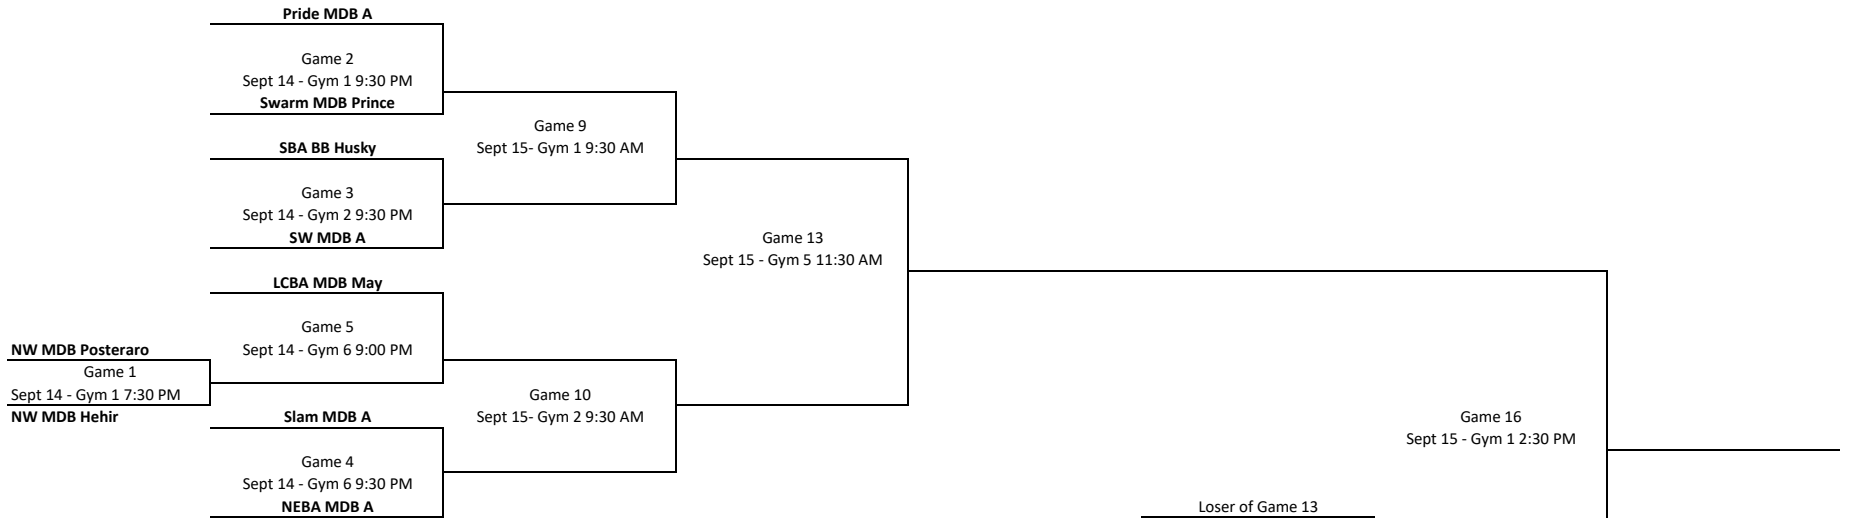 Pride MDB A
Game 2
Sept 14 - Gym 1 9:30 PM
Swarm MDB Prince
Game 9
Sept 15- Gym 1 9:30 AM
SBA BB Husky
Game 3
Sept 14 - Gym 2 9:30 PM
SW MDB A
Game 13
Sept 15 - Gym 5 11:30 AM
LCBA MDB May
Game 5
Sept 14 - Gym 6 9:00 PM
NW MDB Posteraro
Game 1
Sept 14 - Gym 1 7:30 PM
NW MDB Hehir
Game 10
Sept 15- Gym 2 9:30 AM
Slam MDB A
Game 4
Sept 14 - Gym 6 9:30 PM
NEBA MDB A
Game 16
Sept 15 - Gym 1 2:30 PM
Loser of Game 13